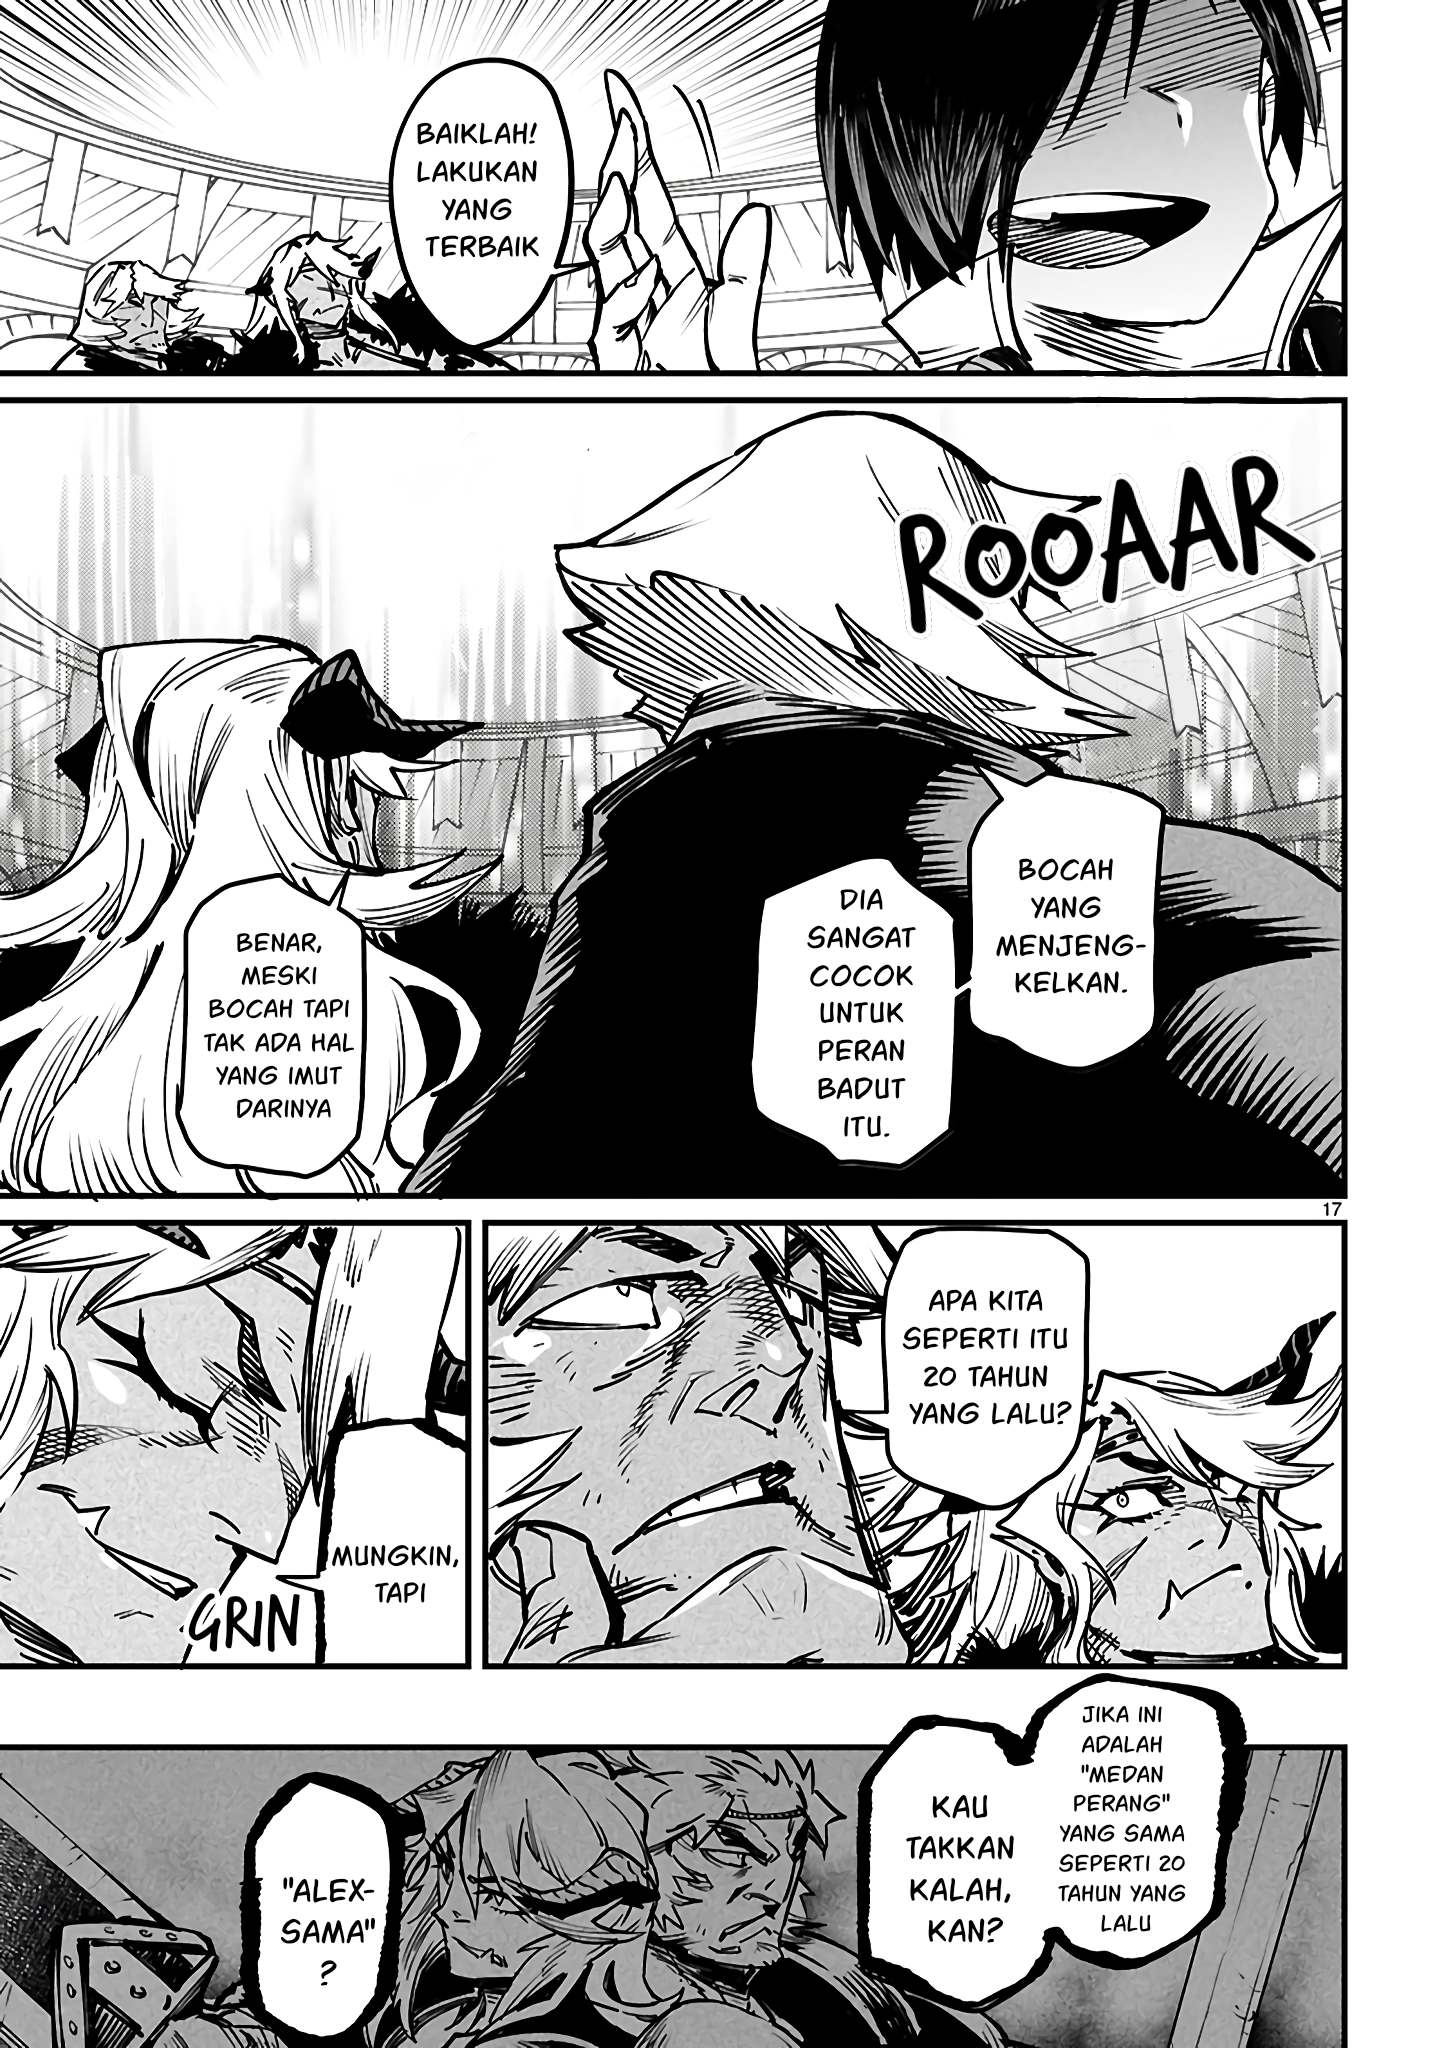 BAIKLAH!
LAKUKAN
YANG
TERBAIK
ROOAAR
BOCAH
YANG
MENJENG-
KELKAN.
DIA
SANGAT
COCOK
UNTUK
PERAN
BADUT
ITU.
BENAR,
MESKI
BOCAH TAPI
TAK ADA HAL
YANG IMUT
DARINYA
17
APA KITA
SEPERTI ITU
20 TAHUN
YANG LALU?
MUNGKIN,
TAPI
GRIN
JIKA INI
ADALAH
"MEDAN
PERANG"
YANG SAMA
SEPERTI 20
TAHUN YANG
LALU
KAU
TAKKAN
KALAH,
KAN?
"ALEX-
SAMA"
?